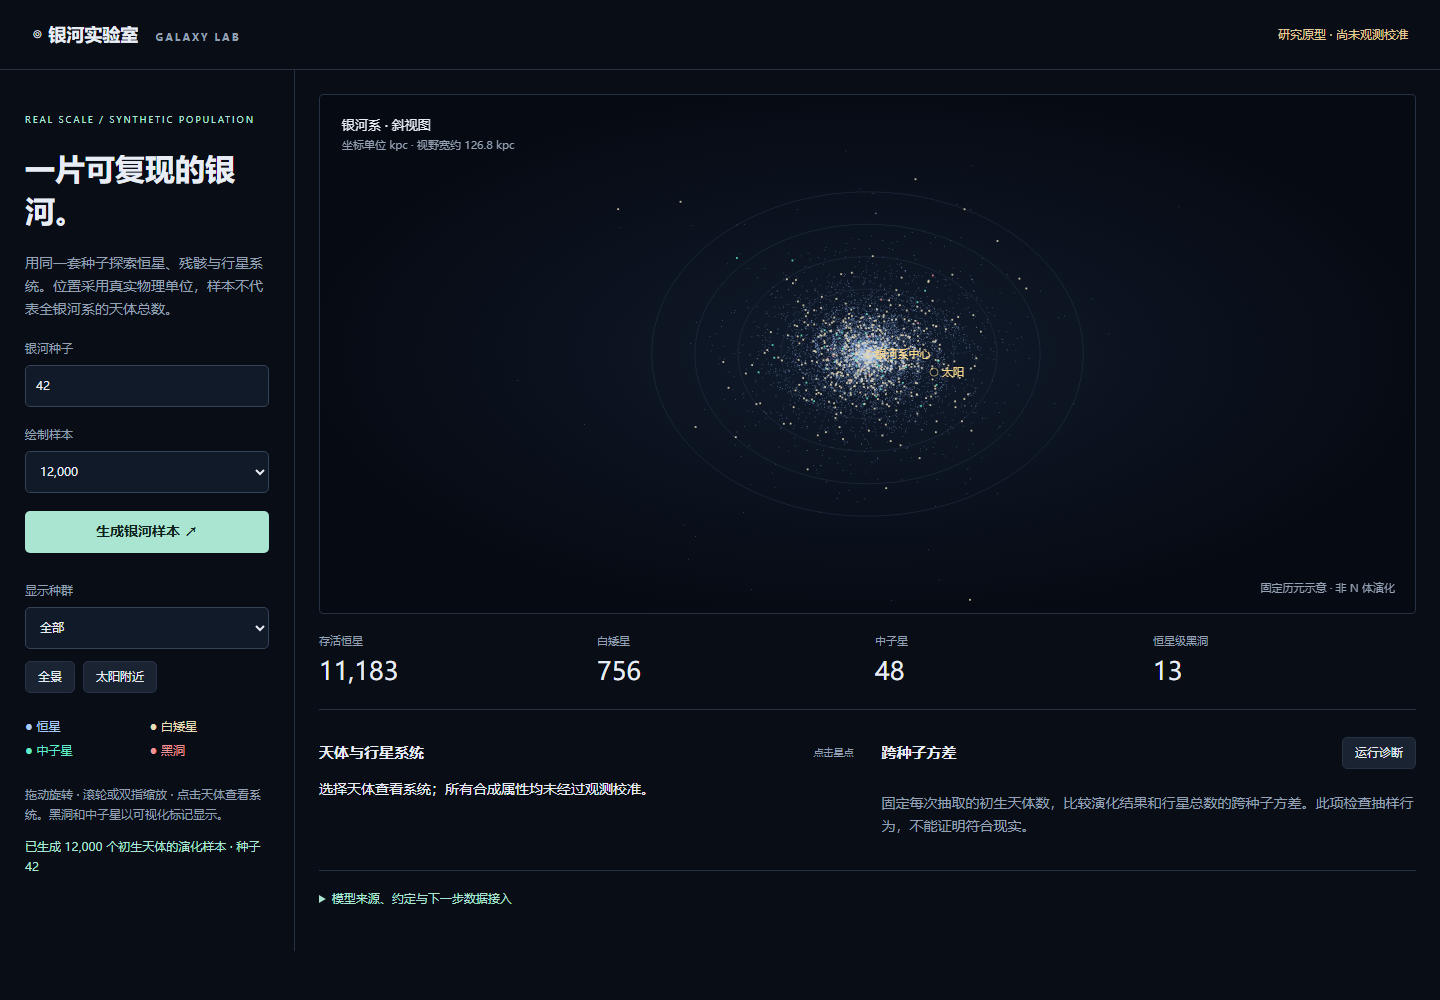 银河实验室 GALAXY LAB
研究原型 · 尚未观测校准
REAL SCALE / SYNTHETIC POPULATION
一片可复现的银
河。
用同一套种子探索恒星、残骸与行星系
统。位置采用真实物理单位，样本不代
表全银河系的天体总数。
银河种子
42
绘制样本
12,000
生成银河样本 ↗
显示种群
全部
全景 太阳附近
恒星 白矮星
中子星 黑洞
拖动旋转 · 滚轮或双指缩放 · 点击天体查看系
统。黑洞和中子星以可视化标记显示。
已生成 12,000 个初生天体的演化样本 · 种子
42
银河系 · 斜视图
坐标单位 kpc · 视野宽约 126.8 kpc
银河系中心
太阳
固定历元示意 · 非 N 体演化
存活恒星 白矮星 中子星 恒星级黑洞
11,183 756 48 13
天体与行星系统 点击星点
选择天体查看系统；所有合成属性均未经过观测校准。
跨种子方差 运行诊断
固定每次抽取的初生天体数，比较演化结果和行星总数的跨种子方差。此项检查抽样行
为，不能证明符合现实。
模型来源、约定与下一步数据接入